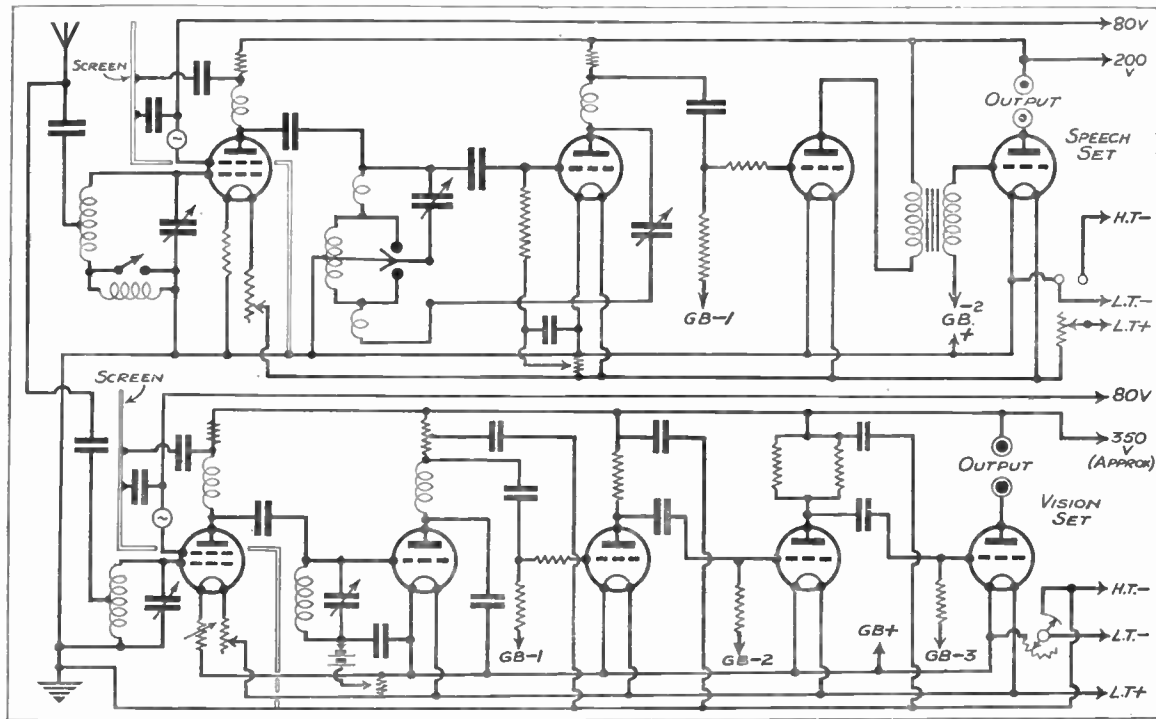 SCREEN
80V
200
V
OUTPUT
SPEECH
SET
H.T.-
GB-1
-2
GB.
+
L.T.-
L.T+
SCREEN
80V
350
V
(APPROX)
OUTPUT
VISION
SET
H.T.-
GB-1
GB-2
GB+
GB-3
L.T.-
L.T+